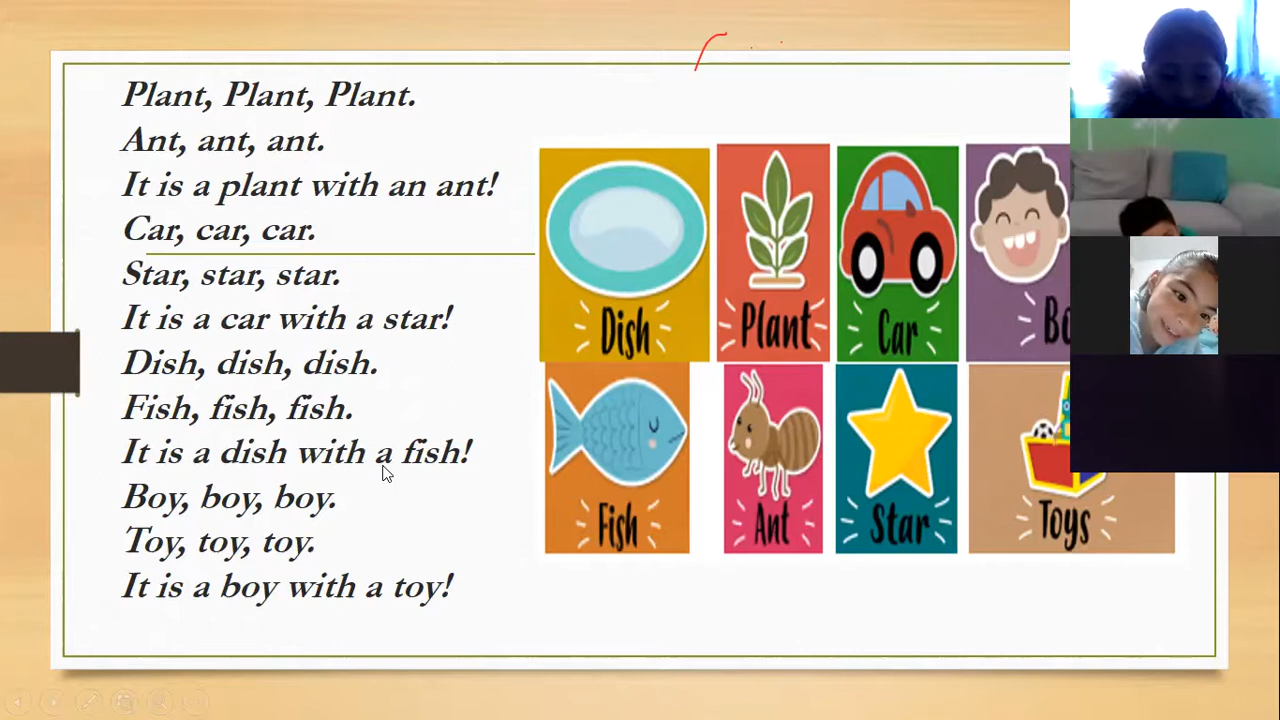 Plant, Plant, Plant.
Ant, ant, ant.
It is a plant with an ant!
Car, car, car.
Star, star, star.
It is a car with a star!
Dish, dish, dish.
Fish, fish, fish.
It is a dish with a fish!
Boy, boy, boy.
Toy, toy, toy.
It is a boy with a toy!
Dish
Plant
Car
Fish
Ant
Star
Toys